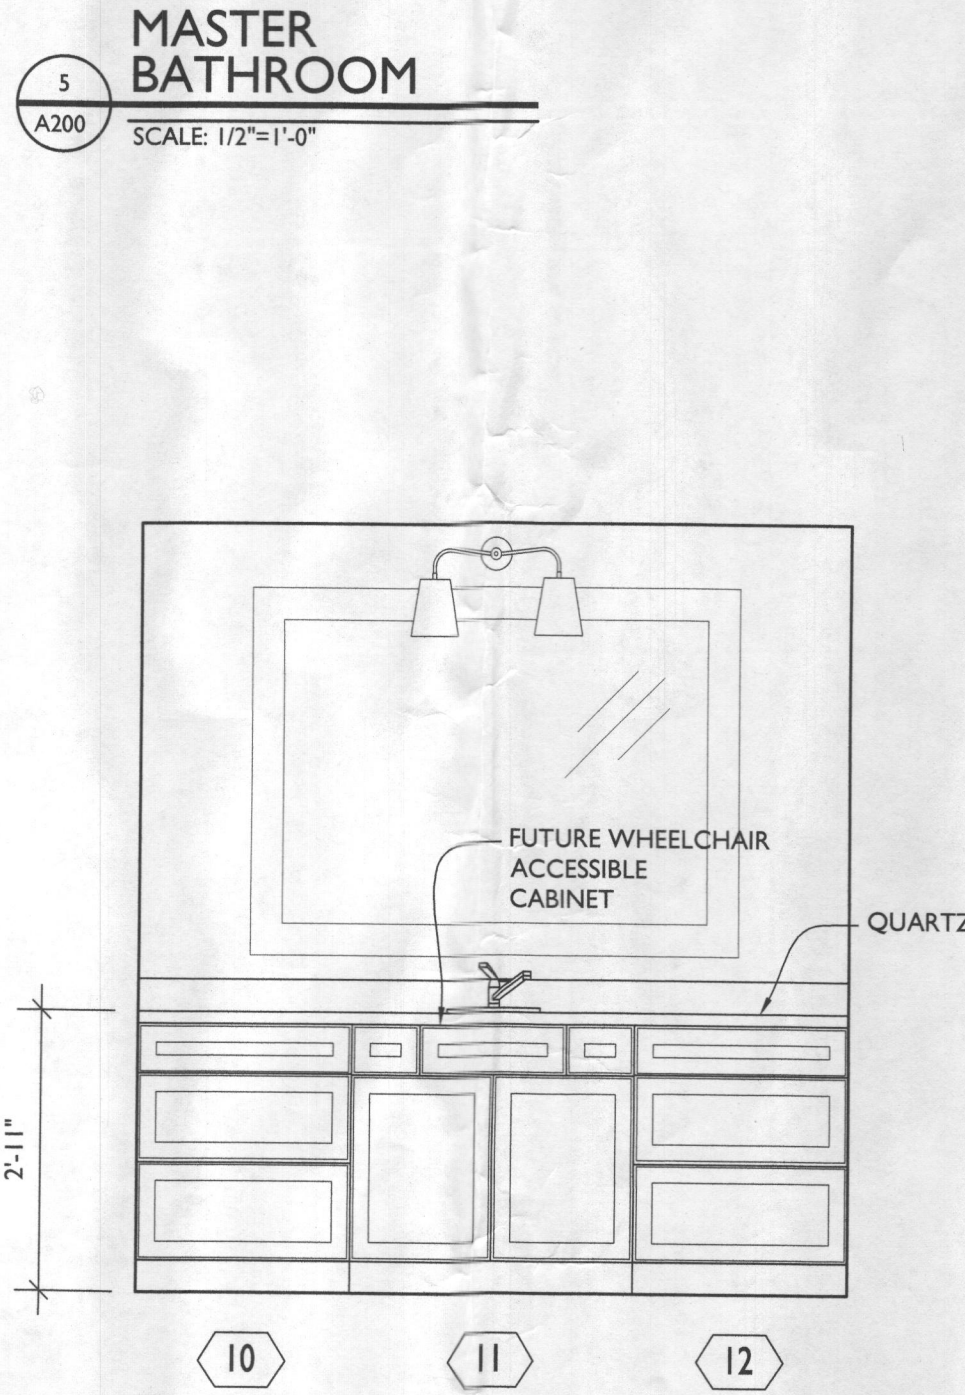 MASTER
BATHROOM
5
A200
SCALE: 1/2"=1'-0"
FUTURE WHEELCHAIR
ACCESSIBLE
CABINET
QUARTZ
2'-11"
10
11
12